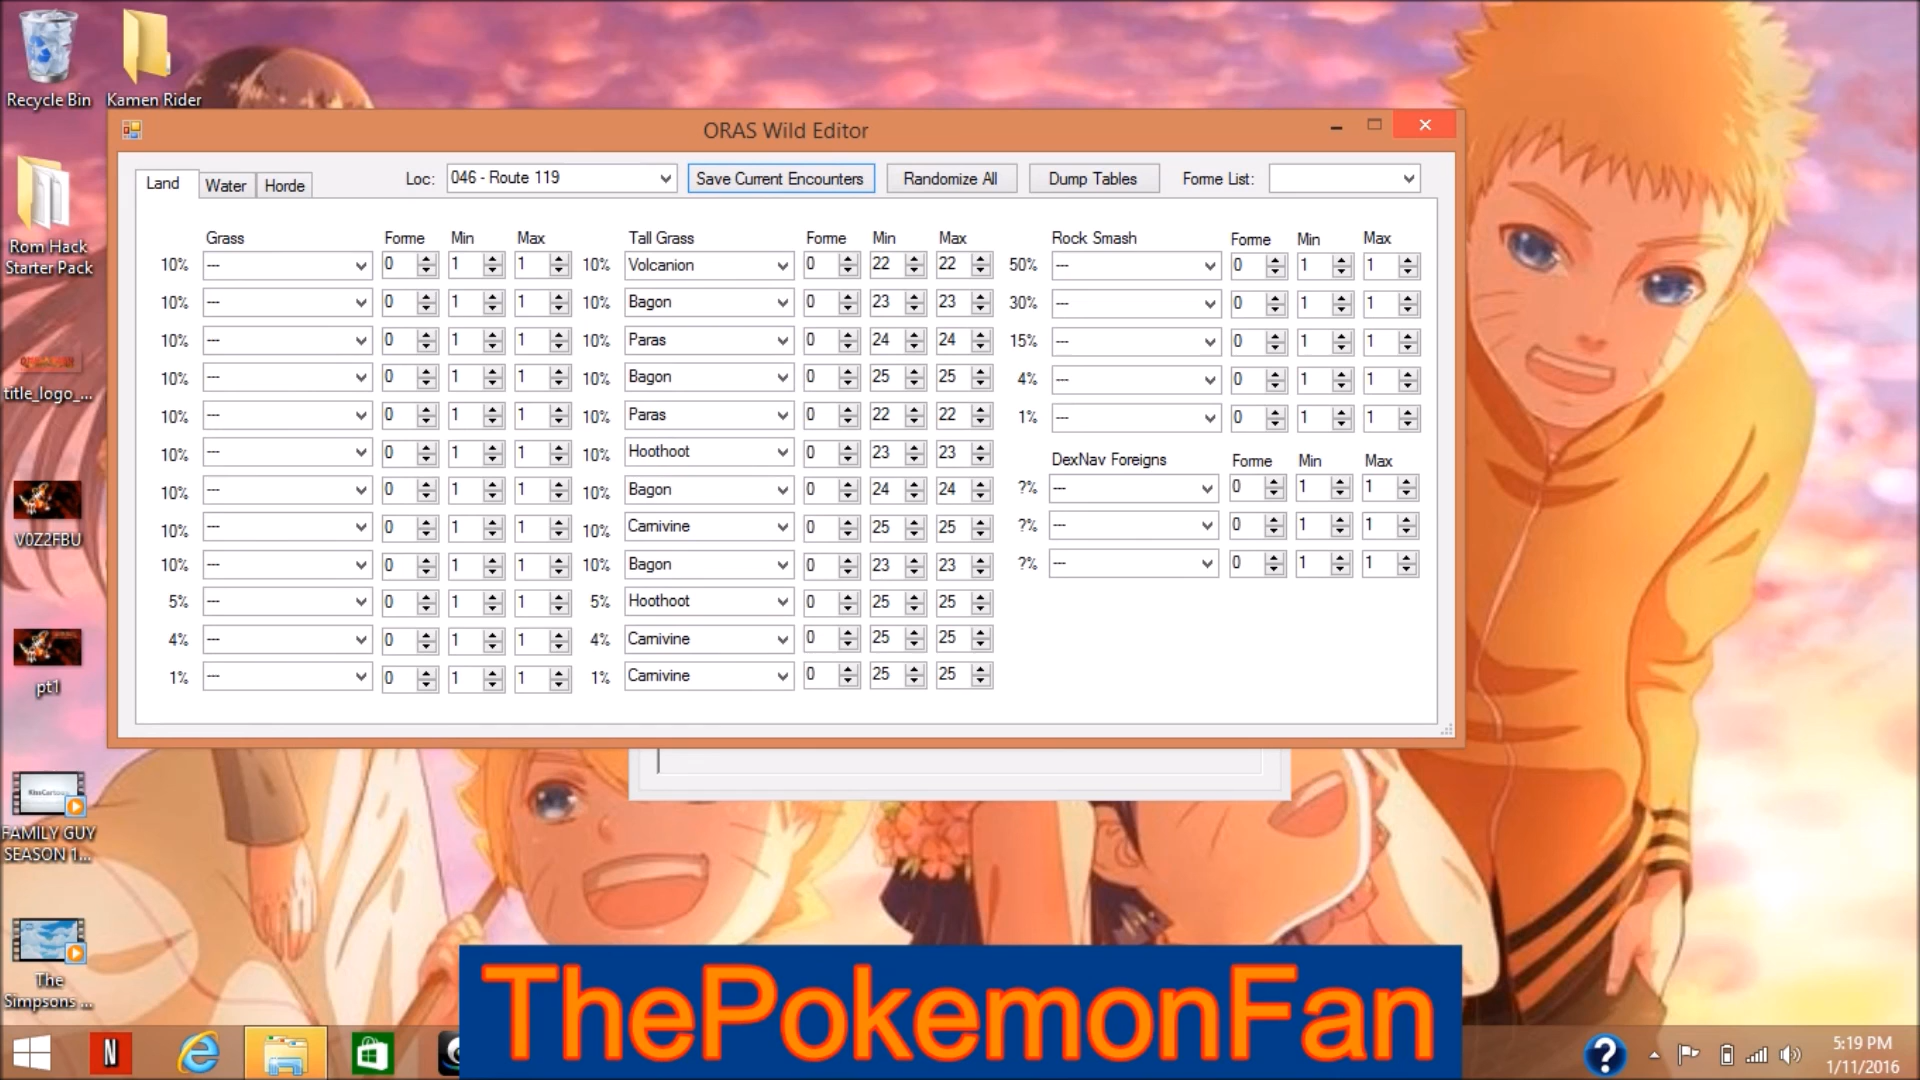 Recycle Bin
Kamen Rider
Rom Hack
Starter Pack
title_logo_...
V0Z2FBU
pt1
FAMILY GUY
SEASON 1...
The
Simpsons ...
ORAS Wild Editor
Land Water Horde Loc: 046 - Route 119 Save Current Encounters Randomize All Dump Tables Forme List:
Grass Forme Min Max Tall Grass Forme Min Max Rock Smash Forme Min Max
10% --- 0 1 1 10% Volcanion 0 22 22 50% --- 0 1 1
10% --- 0 1 1 10% Bagon 0 23 23 30% --- 0 1 1
10% --- 0 1 1 10% Paras 0 24 24 15% --- 0 1 1
10% --- 0 1 1 10% Bagon 0 25 25 4% --- 0 1 1
10% --- 0 1 1 10% Paras 0 22 22 1% --- 0 1 1
10% --- 0 1 1 10% Hoothoot 0 23 23 DexNav Foreigns Forme Min Max
10% --- 0 1 1 10% Bagon 0 24 24 ?% --- 0 1 1
10% --- 0 1 1 10% Carnivine 0 25 25 ?% --- 0 1 1
10% --- 0 1 1 10% Bagon 0 23 23 ?% --- 0 1 1
5% --- 0 1 1 5% Hoothoot 0 25 25
4% --- 0 1 1 4% Carnivine 0 25 25
1% --- 0 1 1 1% Carnivine 0 25 25
ThePokemonFan
N
?
5:19 PM
1/11/2016